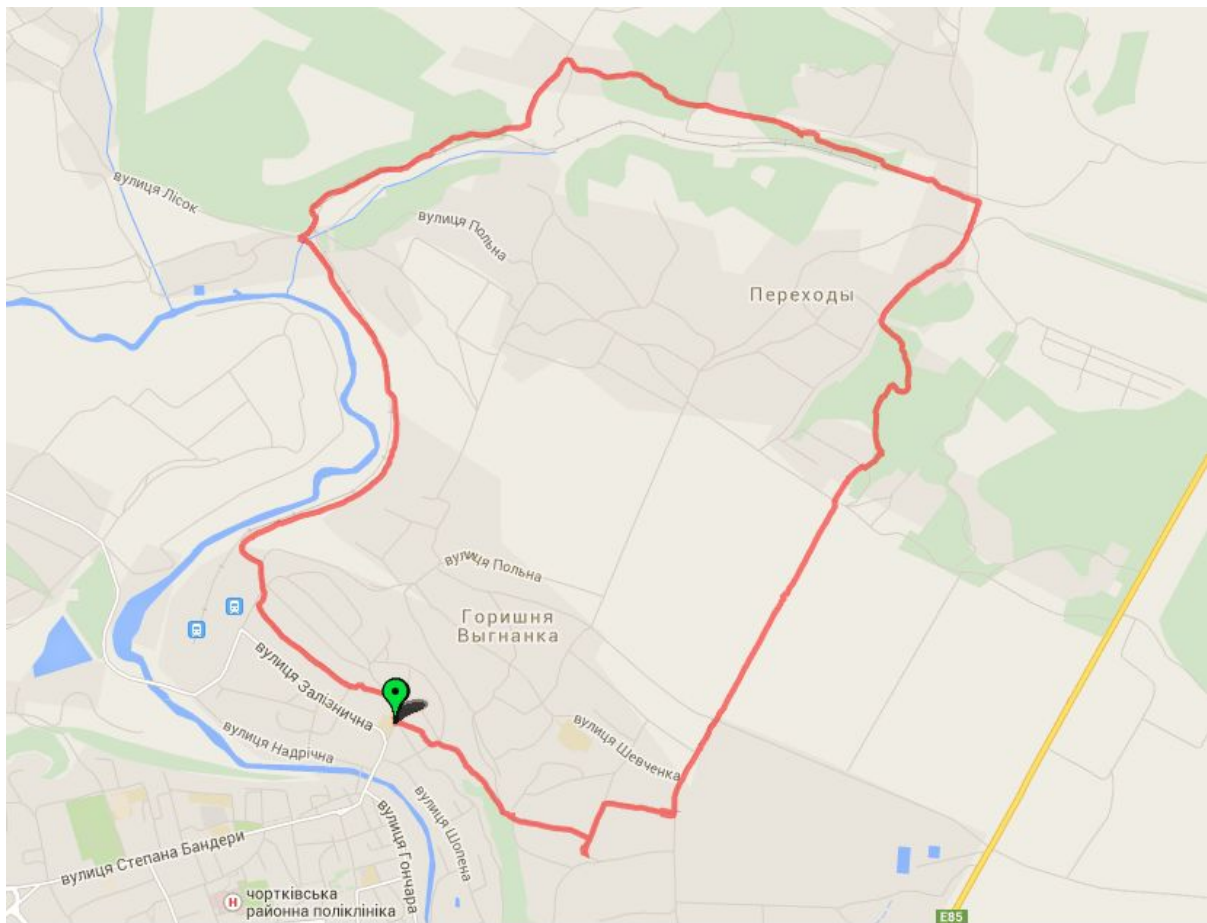 вулиця Лісок
вулиця Польна
Переходы
вулиця Польна
Горишня
Выгнанка
вулиця Залізнична
вулиця Надрічна
вулиця Шевченка
вулиця Шопена
вулиця Гончара
вулиця Степана Бандери
H
чортківська
районна поліклініка
E85